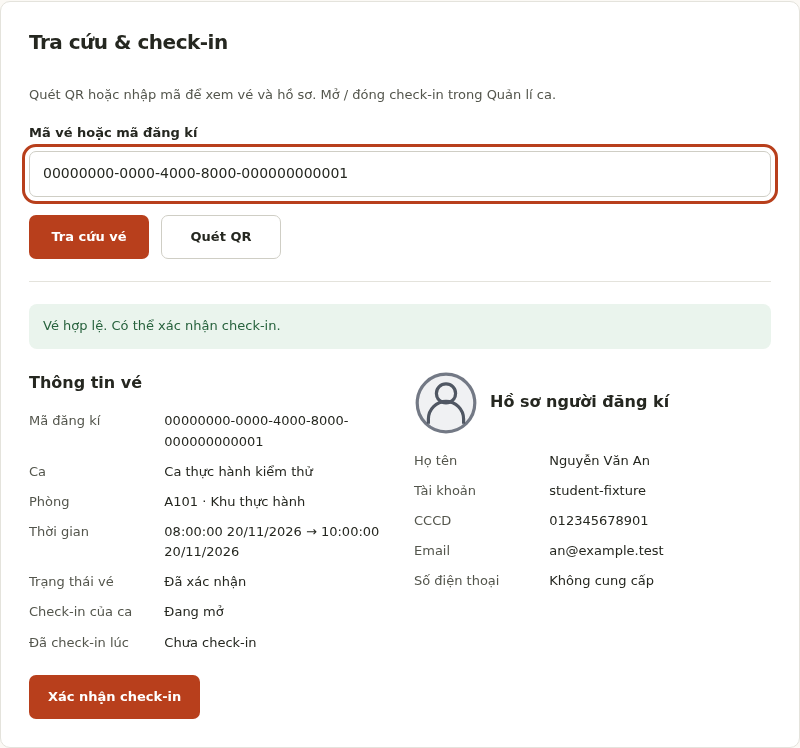 Tra cứu & check-in
Quét QR hoặc nhập mã để xem vé và hồ sơ. Mở / đóng check-in trong Quản lí ca.
Mã vé hoặc mã đăng kí
00000000-0000-4000-8000-000000000001
Tra cứu vé
Quét QR
Vé hợp lệ. Có thể xác nhận check-in.
Thông tin vé
Mã đăng kí
00000000-0000-4000-8000-
000000000001
Ca
Ca thực hành kiểm thử
Phòng
A101 · Khu thực hành
Thời gian
08:00:00 20/11/2026 → 10:00:00
20/11/2026
Trạng thái vé
Đã xác nhận
Check-in của ca
Đang mở
Đã check-in lúc
Chưa check-in
Hồ sơ người đăng kí
Họ tên
Nguyễn Văn An
Tài khoản
student-fixture
CCCD
012345678901
Email
an@example.test
Số điện thoại
Không cung cấp
Xác nhận check-in